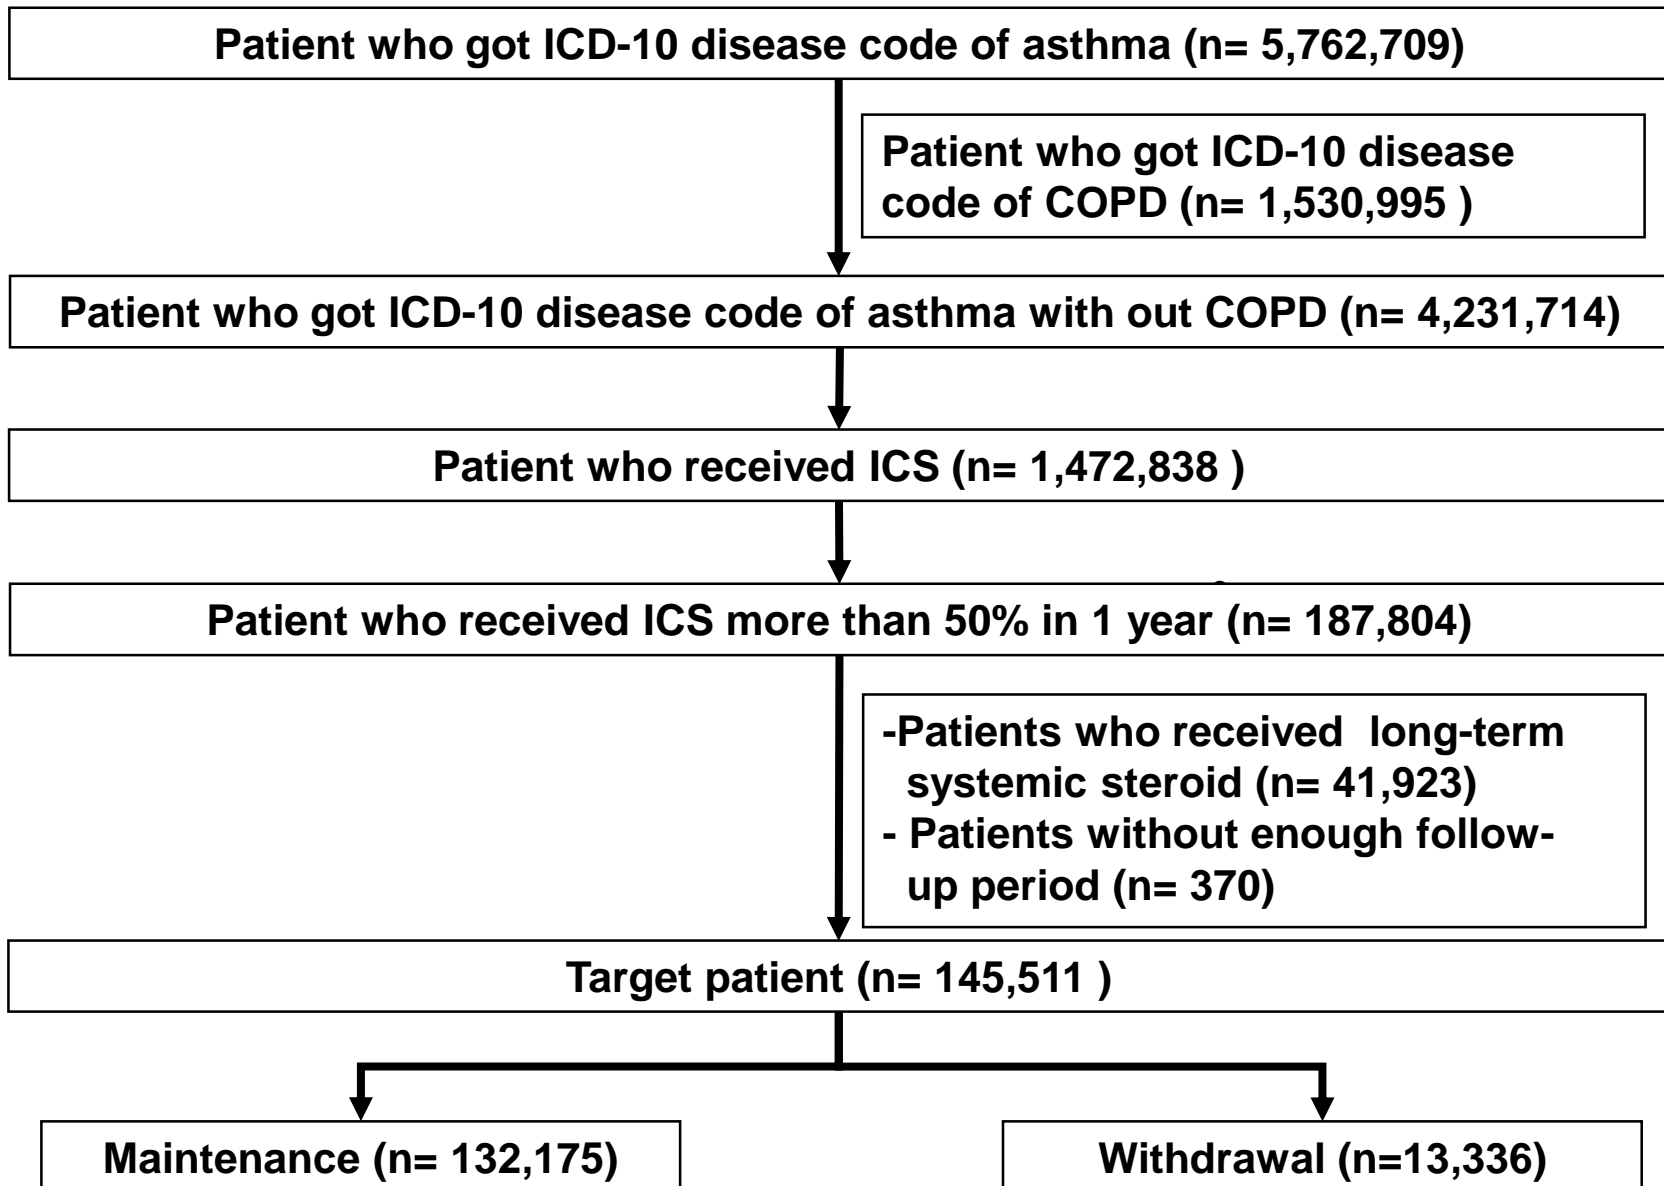 Patient who got ICD-10 disease code of asthma (n= 5,762,709)
Patient who got ICD-10 disease
code of COPD (n= 1,530,995 )
Patient who got ICD-10 disease code of asthma with out COPD (n= 4,231,714)
Patient who received ICS (n= 1,472,838 )
Patient who received ICS more than 50% in 1 year (n= 187,804)
-Patients who received  long-term
systemic steroid (n= 41,923)
- Patients without enough follow-
up period (n= 370)
Target patient (n= 145,511 )
Maintenance (n= 132,175)
Withdrawal (n=13,336)